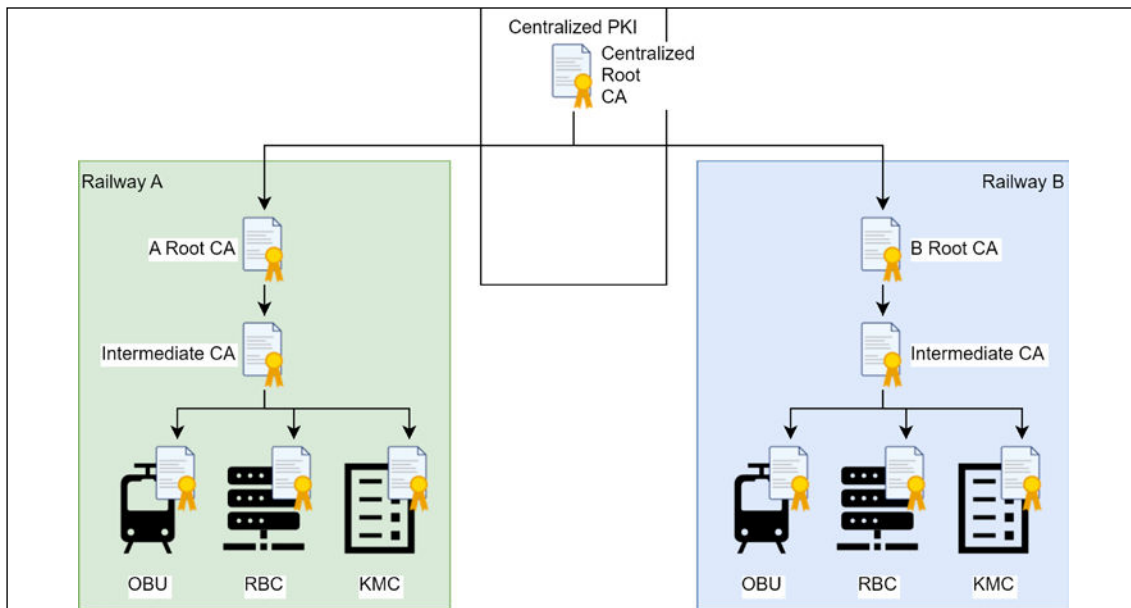 Centralized PKI
Centralized
Root
CA
Railway A
Railway B
A Root CA
B Root CA
Intermediate CA
Intermediate CA
OBU
RBC
KMC
OBU
RBC
KMC